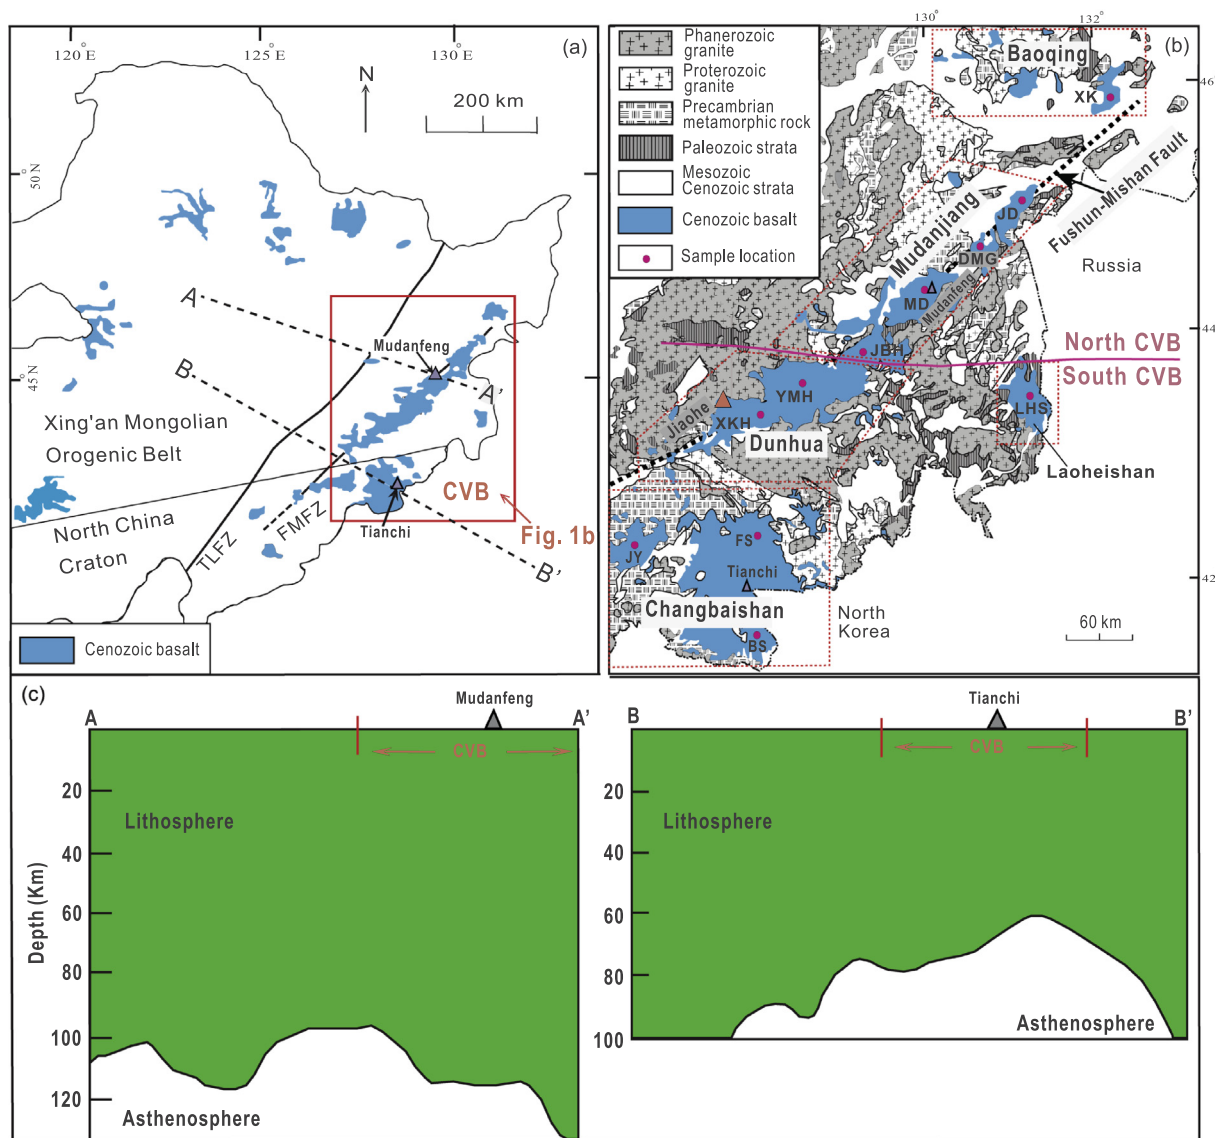 120°E
125°E
130°E
(a)
N
200 km
50 N
45 N
A
Mudanfeng
A'
B
Xing'an Mongolian
Orogenic Belt
CVB
Fig. 1b
North China
Craton
TLFZ
FMFZ
Tianchi
B'
Cenozoic basalt
Phanerozoic
granite
Proterozoic
granite
Precambrian
metamorphic rock
Paleozoic strata
Mesozoic
Cenozoic strata
Cenozoic basalt
Sample location
130°
132°
(b)
Baoqing
XK
46
Fushun-Mishan Fault
Mudanjiang
JD
DMG
Russia
MD
Mudanfeng
44
JBH
North CVB
South CVB
YMH
LHS
Jiaohe
XKH
Dunhua
Laoheishan
FS
JY
Tianchi
42
Changbaishan
North
Korea
60 km
BS
(c)
Mudanfeng
A
A'
CVB
20
Lithosphere
40
Depth (Km)
60
80
100
120
Asthenosphere
Tianchi
B
B'
CVB
20
Lithosphere
40
60
80
100
Asthenosphere